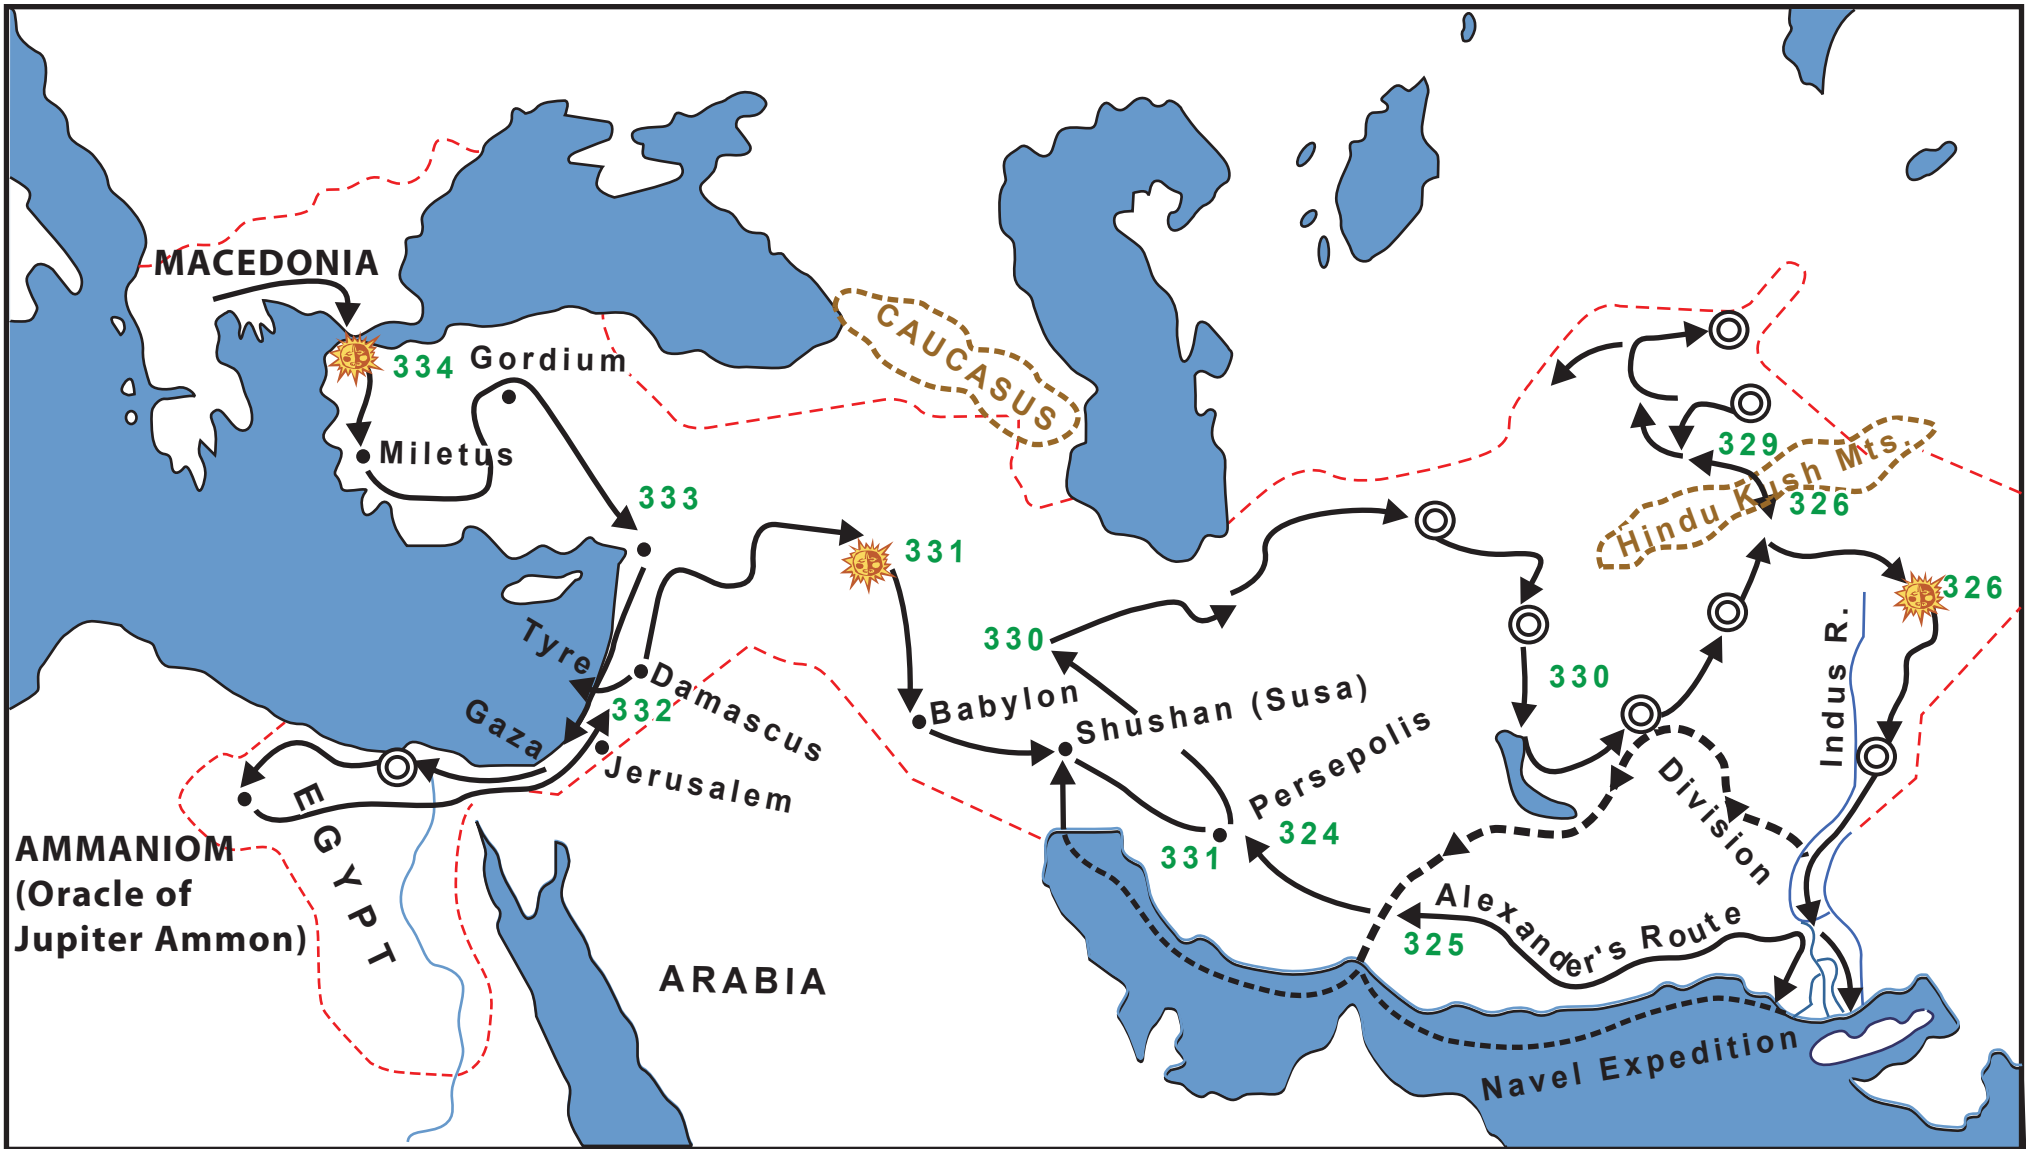 MACEDONIA
CAUCASUS
334
Gordium
Miletus
329
Hindu Kush Mts.
326
333
331
326
Tyre
330
Indus R.
Damascus
332
330
Gaza
Babylon
Shushan (Susa)
Jerusalem
Persepolis
Division
EGYPT
324
331
AMMANIOM
(Oracle of
Jupiter Ammon)
Alexander's Route
325
ARABIA
Navel Expedition